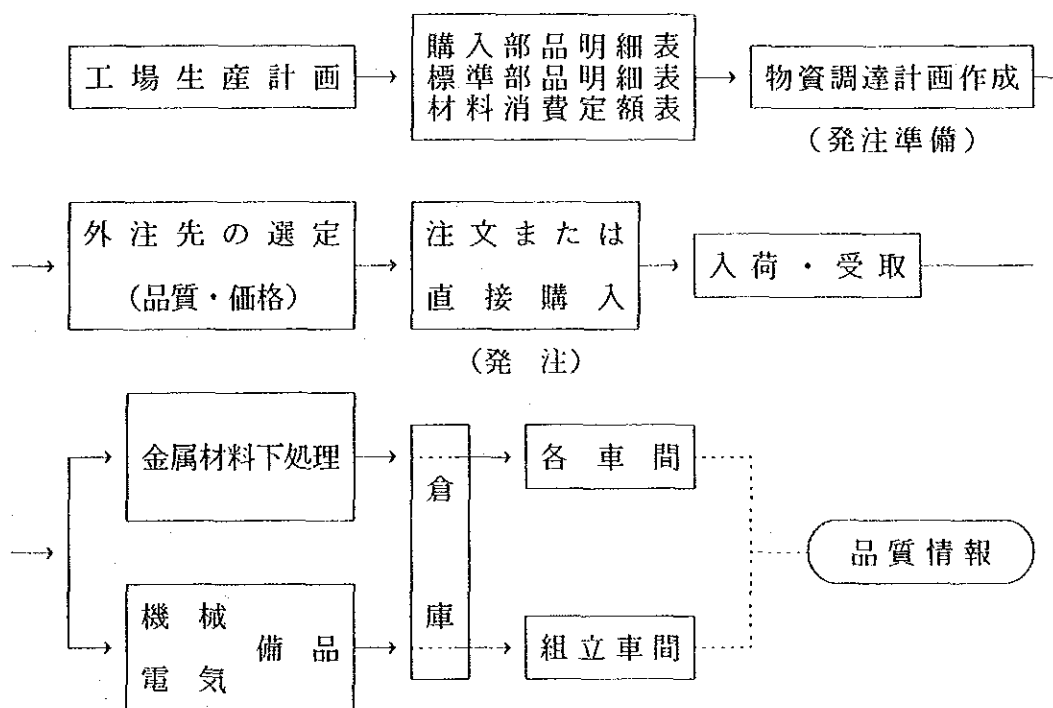 工場生産計画
購入部品明細表
標準部品明細表
材料消費定額表
物資調達計画作成
(発注準備)
外注先の選定
(品質・価格)
注文または
直接購入
(発注)
入荷・受取
金属材料下処理
倉庫
各車間
品質情報
機械
電気
備品
組立車間